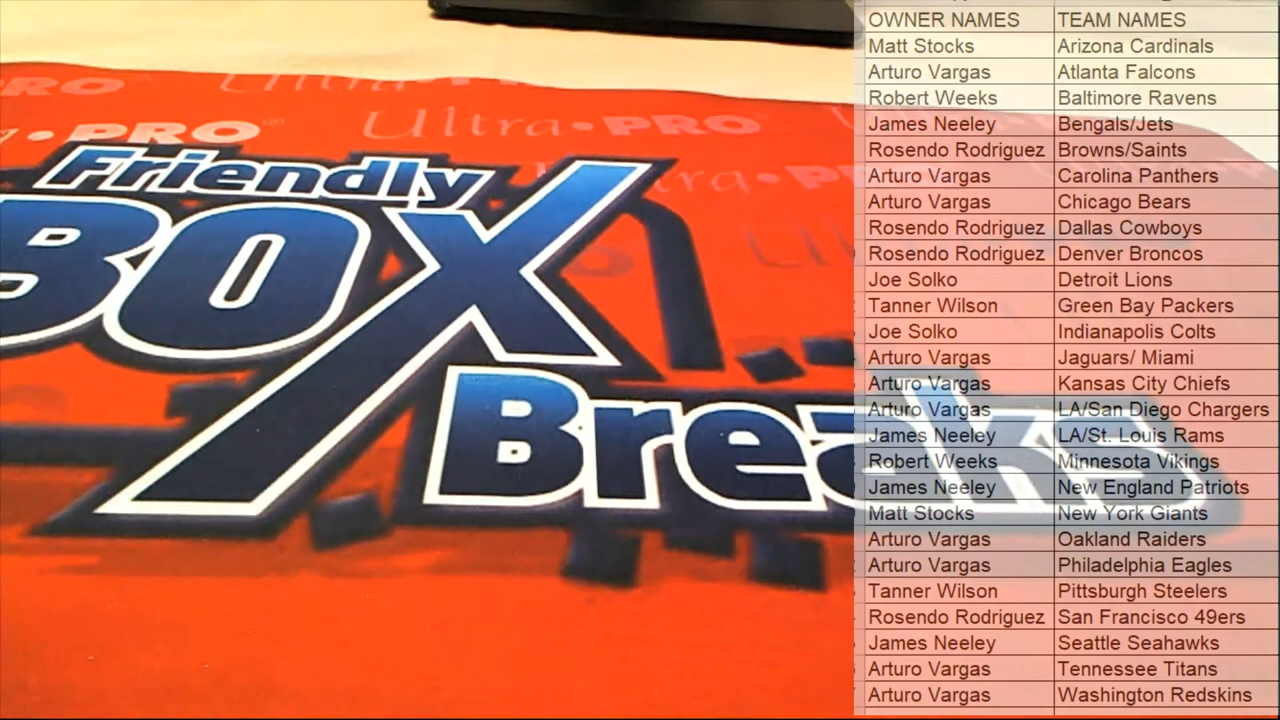 PRO
Ultra PRO
PRO
Ultra • PRO
Friendly
BOX
Breaks
OWNER NAMES TEAM NAMES
Matt Stocks Arizona Cardinals
Arturo Vargas Atlanta Falcons
Robert Weeks Baltimore Ravens
James Neeley Bengals/Jets
Rosendo Rodriguez Browns/Saints
Arturo Vargas Carolina Panthers
Arturo Vargas Chicago Bears
Rosendo Rodriguez Dallas Cowboys
Rosendo Rodriguez Denver Broncos
Joe Solko Detroit Lions
Tanner Wilson Green Bay Packers
Joe Solko Indianapolis Colts
Arturo Vargas Jaguars/ Miami
Arturo Vargas Kansas City Chiefs
Arturo Vargas LA/San Diego Chargers
James Neeley LA/St. Louis Rams
Robert Weeks Minnesota Vikings
James Neeley New England Patriots
Matt Stocks New York Giants
Arturo Vargas Oakland Raiders
Arturo Vargas Philadelphia Eagles
Tanner Wilson Pittsburgh Steelers
Rosendo Rodriguez San Francisco 49ers
James Neeley Seattle Seahawks
Arturo Vargas Tennessee Titans
Arturo Vargas Washington Redskins